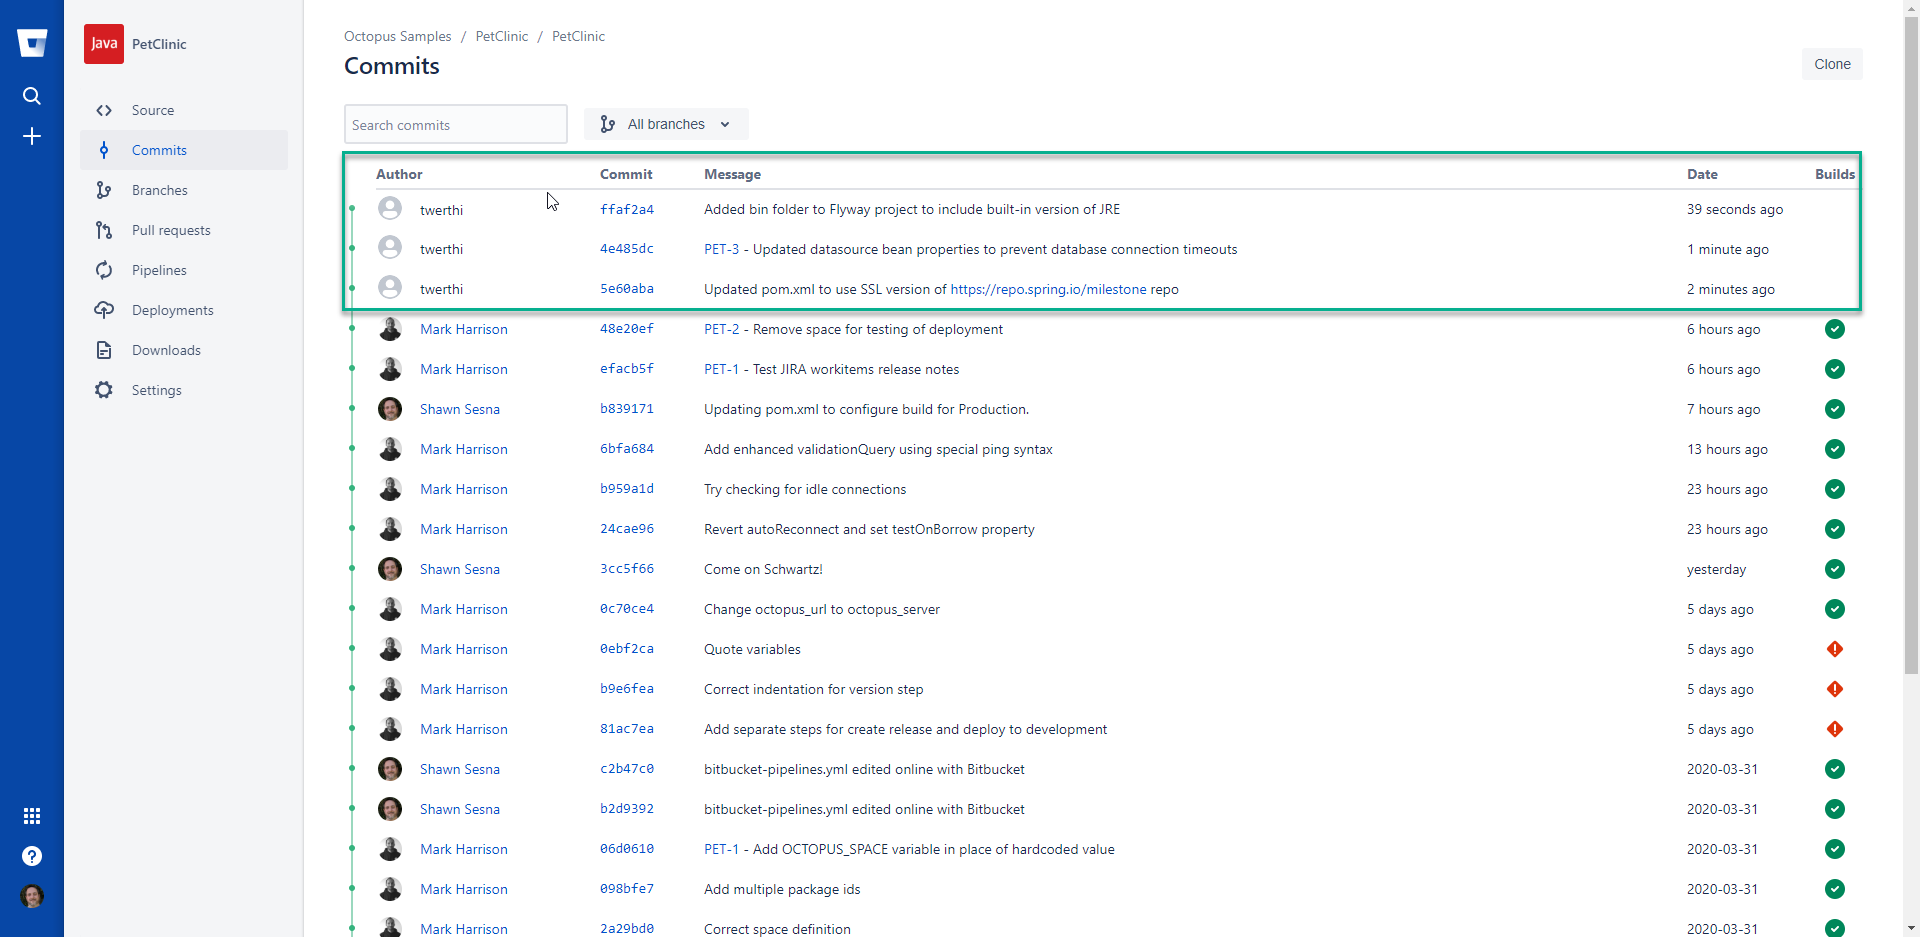 Java PetClinic
Source
Commits
Branches
Pull requests
Pipelines
Deployments
Downloads
Settings
Octopus Samples / PetClinic / PetClinic
Commits
Clone
Search commits
All branches
Author Commit Message Date Builds
twerthi ffaf2a4 Added bin folder to Flyway project to include built-in version of JRE 39 seconds ago
twerthi 4e485dc PET-3 - Updated datasource bean properties to prevent database connection timeouts 1 minute ago
twerthi 5e60aba Updated pom.xml to use SSL version of https://repo.spring.io/milestone repo 2 minutes ago
Mark Harrison 48e20ef PET-2 - Remove space for testing of deployment 6 hours ago
Mark Harrison efacb5f PET-1 - Test JIRA workitems release notes 6 hours ago
Shawn Sesna b839171 Updating pom.xml to configure build for Production. 7 hours ago
Mark Harrison 6bfa684 Add enhanced validationQuery using special ping syntax 13 hours ago
Mark Harrison b959a1d Try checking for idle connections 23 hours ago
Mark Harrison 24cae96 Revert autoReconnect and set testOnBorrow property 23 hours ago
Shawn Sesna 3cc5f66 Come on Schwartz! yesterday
Mark Harrison 0c70ce4 Change octopus_url to octopus_server 5 days ago
Mark Harrison 0ebf2ca Quote variables 5 days ago
Mark Harrison b9e6fea Correct indentation for version step 5 days ago
Mark Harrison 81ac7ea Add separate steps for create release and deploy to development 5 days ago
Shawn Sesna c2b47c0 bitbucket-pipelines.yml edited online with Bitbucket 2020-03-31
Shawn Sesna b2d9392 bitbucket-pipelines.yml edited online with Bitbucket 2020-03-31
Mark Harrison 06d0610 PET-1 - Add OCTOPUS_SPACE variable in place of hardcoded value 2020-03-31
Mark Harrison 098bfe7 Add multiple package ids 2020-03-31
Mark Harrison 2a29bd0 Correct space definition 2020-03-31